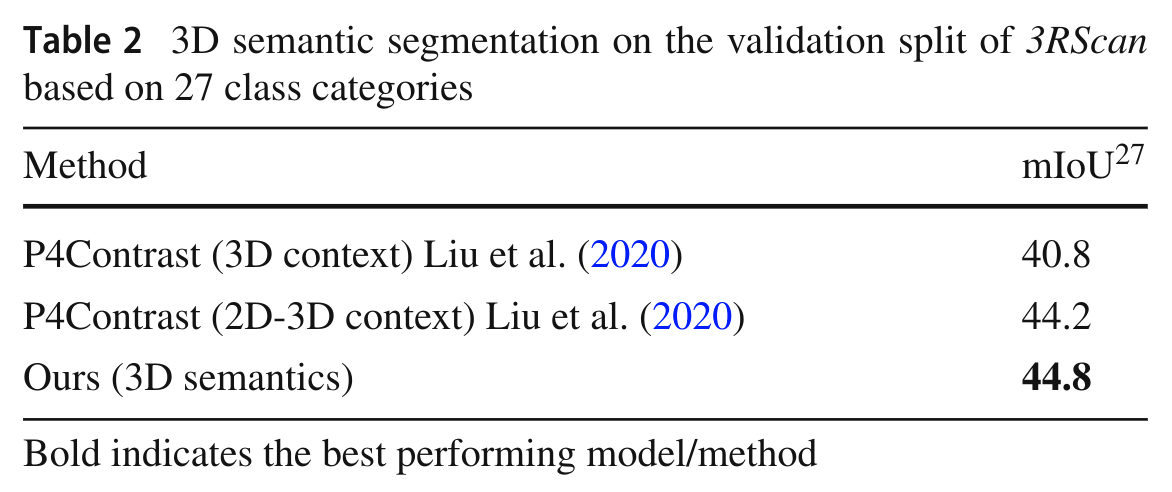 Table 2 3D semantic segmentation on the validation split of 3RScan
based on 27 class categories
Method mIoU²⁷
P4Contrast (3D context) Liu et al. (2020) 40.8
P4Contrast (2D-3D context) Liu et al. (2020) 44.2
Ours (3D semantics) 44.8
Bold indicates the best performing model/method